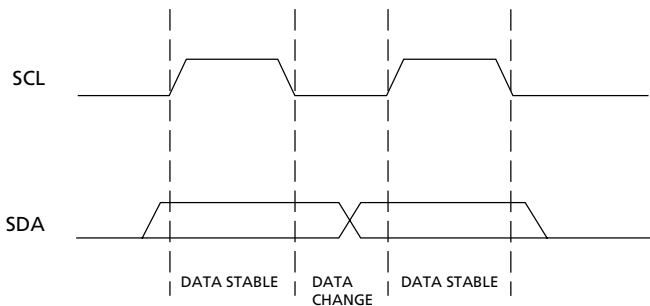 SCL
SDA
DATA STABLE
DATA
CHANGE
DATA STABLE